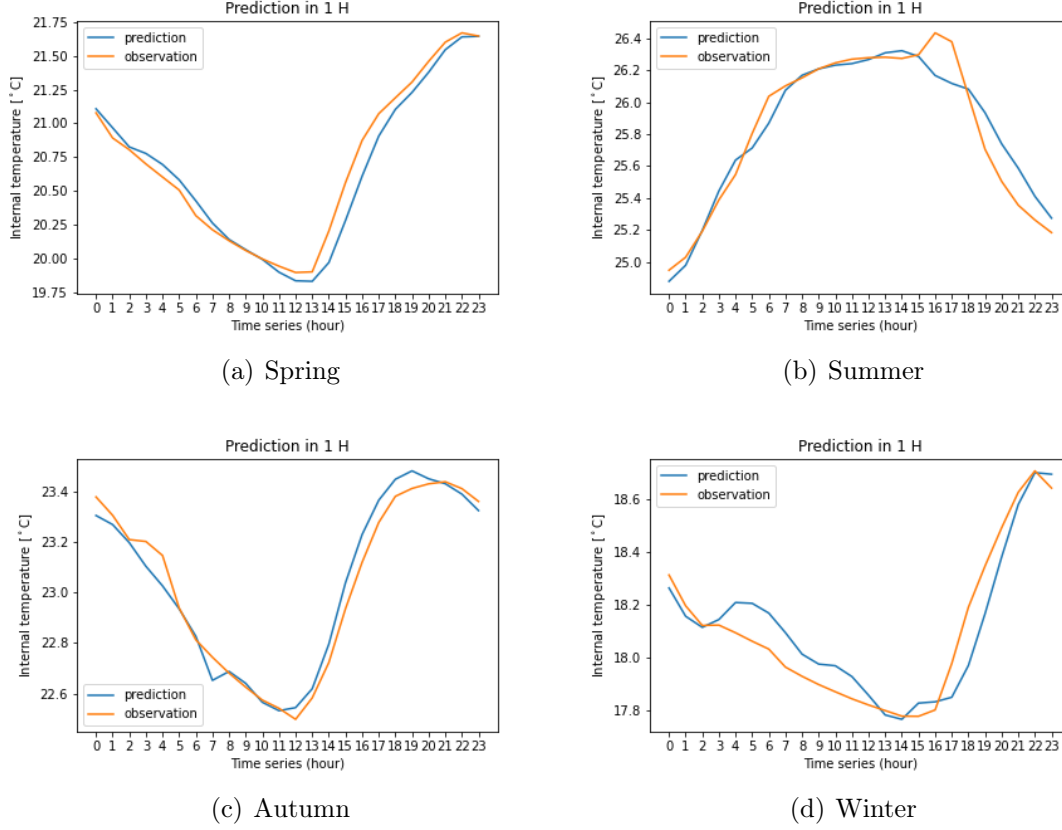 Prediction in 1 H
Internal temperature [°C]
21.75
21.50
21.25
21.00
20.75
20.50
20.25
20.00
19.75
prediction
observation
0 1 2 3 4 5 6 7 8 9 10 11 12 13 14 15 16 17 18 19 20 21 22 23
Time series (hour)
(a) Spring
Prediction in 1 H
Internal temperature [°C]
26.4
26.2
26.0
25.8
25.6
25.4
25.2
25.0
prediction
observation
0 1 2 3 4 5 6 7 8 9 10 11 12 13 14 15 16 17 18 19 20 21 22 23
Time series (hour)
(b) Summer
Prediction in 1 H
Internal temperature [°C]
23.4
23.2
23.0
22.8
22.6
prediction
observation
0 1 2 3 4 5 6 7 8 9 10 11 12 13 14 15 16 17 18 19 20 21 22 23
Time series (hour)
(c) Autumn
Prediction in 1 H
Internal temperature [°C]
18.6
18.4
18.2
18.0
17.8
prediction
observation
0 1 2 3 4 5 6 7 8 9 10 11 12 13 14 15 16 17 18 19 20 21 22 23
Time series (hour)
(d) Winter